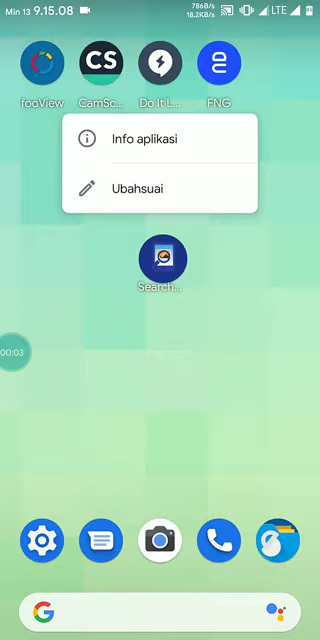 Min 13 9.15.08 786B/s LTE
18,2KB/s
CS
fooView CamSc... Do It L... FNG
Info aplikasi
Ubahsuai
Search...
00:03